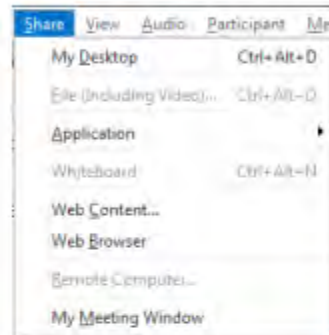 Share View Audio Participant Me
My Desktop Ctrl+Alt+D
File (Including Video)... Ctrl+Alt+O
Application
Whiteboard Ctrl+Alt+N
Web Content...
Web Browser
Remote Computer...
My Meeting Window